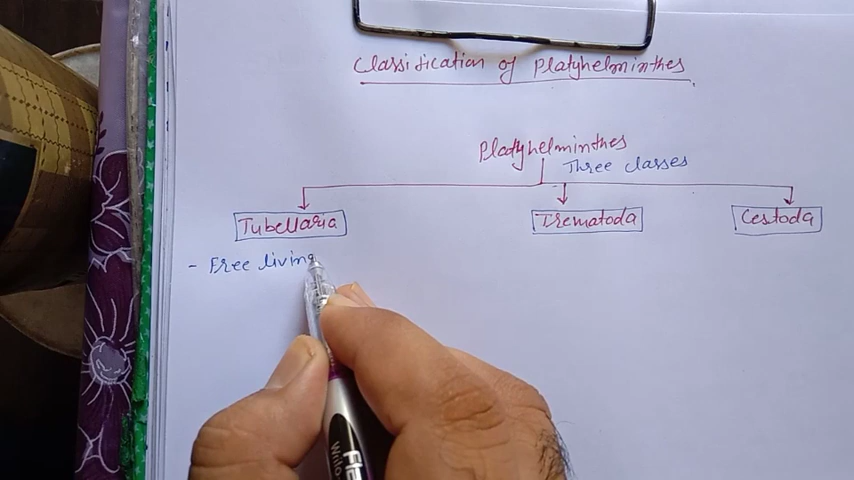 Classification of Platyhelminthes
Platyhelminthes
Three classes
Tubellaria
Trematoda
Cestoda
- Free living